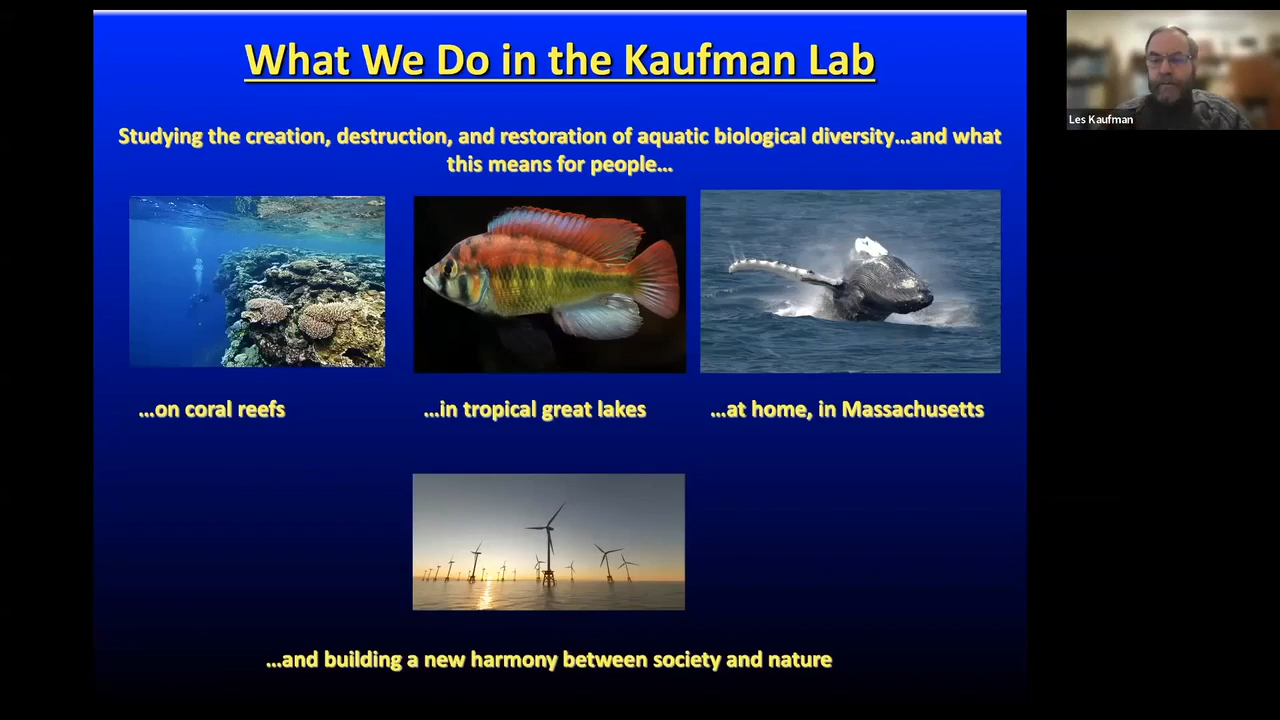 What We Do in the Kaufman Lab
Studying the creation, destruction, and restoration of aquatic biological diversity...and what
this means for people...
...on coral reefs
...in tropical great lakes
...at home, in Massachusetts
...and building a new harmony between society and nature
Les Kaufman